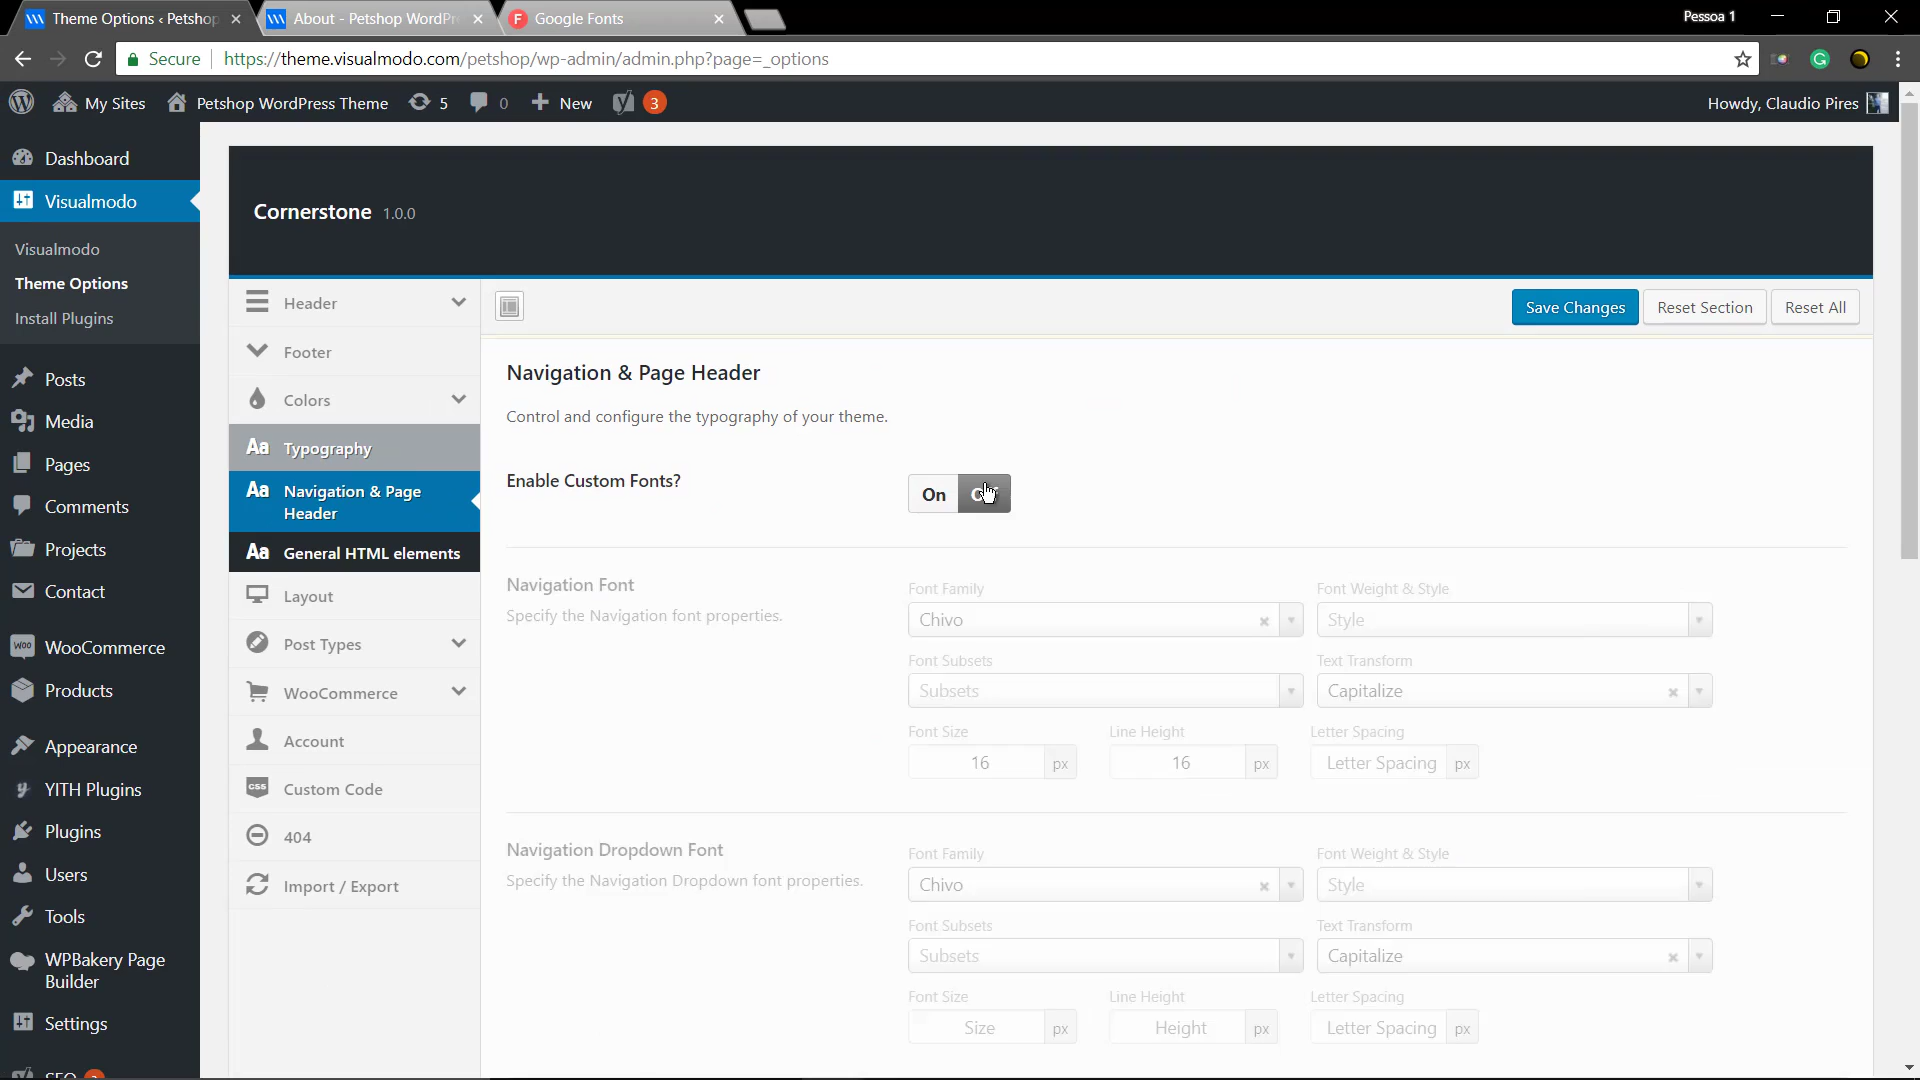 Theme Options ‹ Petshop
About - Petshop WordPr
Google Fonts
Pessoa 1
Secure
https://theme.visualmodo.com/petshop/wp-admin/admin.php?page=_options
My Sites
Petshop WordPress Theme
5
0
New
3
Howdy, Claudio Pires
Dashboard
Visualmodo
Visualmodo
Theme Options
Install Plugins
Posts
Media
Pages
Comments
Projects
Contact
WooCommerce
Products
Appearance
YITH Plugins
Plugins
Users
Tools
WPBakery Page
Builder
Settings
SEO
Cornerstone 1.0.0
Header
Footer
Colors
Aa Typography
Aa Navigation & Page
Header
Aa General HTML elements
Layout
Post Types
WooCommerce
Account
CSS Custom Code
404
Import / Export
Save Changes
Reset Section
Reset All
Navigation & Page Header
Control and configure the typography of your theme.
Enable Custom Fonts?
On
Navigation Font
Specify the Navigation font properties.
Font Family
Font Weight & Style
Chivo
Style
Font Subsets
Text Transform
Subsets
Capitalize
Font Size
Line Height
Letter Spacing
16 px
16 px
Letter Spacing px
Navigation Dropdown Font
Specify the Navigation Dropdown font properties.
Font Family
Font Weight & Style
Chivo
Style
Font Subsets
Text Transform
Subsets
Capitalize
Font Size
Line Height
Letter Spacing
Size px
Height px
Letter Spacing px